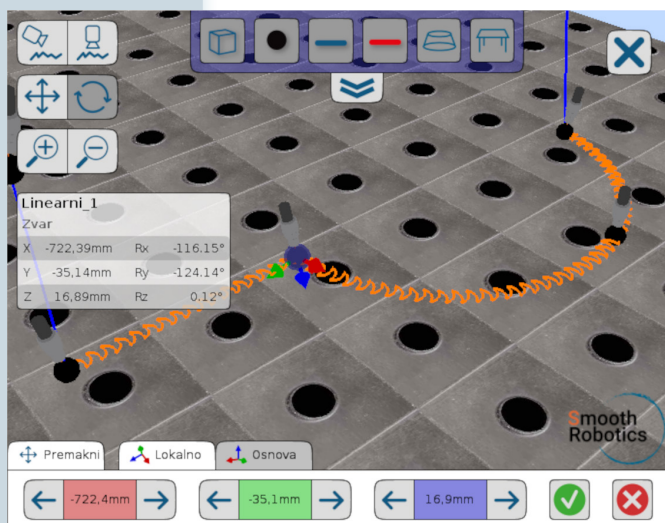 Linearni_1
Zvar
X -722,39mm Rx -116.15°
Y -35,14mm Ry -124.14°
Z 16,89mm Rz 0.12°
Smooth
Robotics
Premakni Lokalno Osnova
-722,4mm -35,1mm 16,9mm